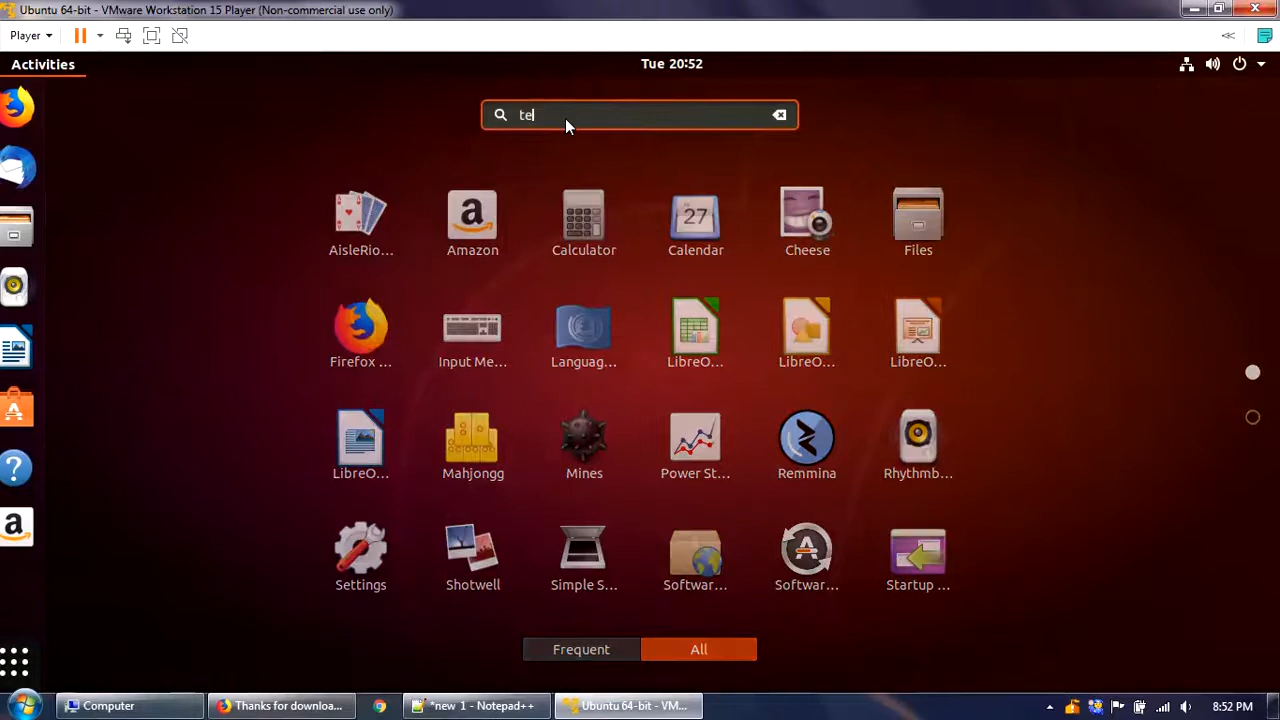 Ubuntu 64-bit - VMware Workstation 15 Player (Non-commercial use only)
Player
Activities
Tue 20:52
te
AisleRio...
Amazon
Calculator
Calendar
Cheese
Files
27
Firefox ...
Input Me...
Languag...
LibreO...
LibreO...
LibreO...
LibreO...
Mahjongg
Mines
Power St...
Remmina
Rhythmb...
Settings
Shotwell
Simple S...
Softwar...
Softwar...
Startup ...
Frequent
All
Computer
Thanks for downloa...
*new 1 - Notepad++
Ubuntu 64-bit - VM...
8:52 PM